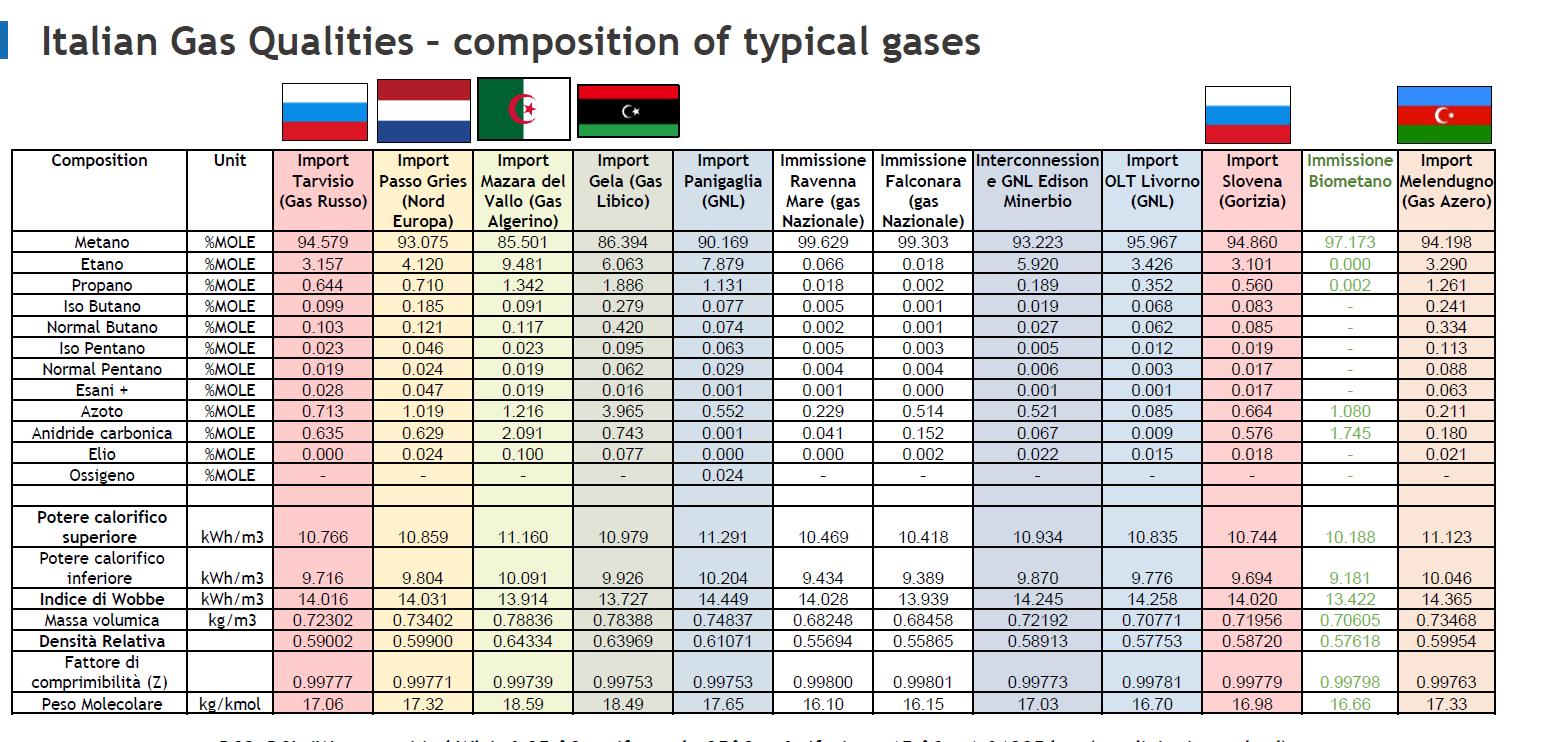 Italian Gas Qualities – composition of typical gases
Composition Unit Import Tarvisio (Gas Russo) Import Passo Gries (Nord Europa) Import Mazara del Vallo (Gas Algerino) Import Gela (Gas Libico) Import Panigaglia (GNL) Immissione Ravenna Mare (gas Nazionale) Immissione Falconara (gas Nazionale) Interconnession e GNL Edison Minerbio Import OLT Livorno (GNL) Import Slovena (Gorizia) Immissione Biometano Import Melendugno (Gas Azero)
Metano %MOLE 94.579 93.075 85.501 86.394 90.169 99.629 99.303 93.223 95.967 94.860 97.173 94.198
Etano %MOLE 3.157 4.120 9.481 6.063 7.879 0.066 0.018 5.920 3.426 3.101 0.000 3.290
Propano %MOLE 0.644 0.710 1.342 1.886 1.131 0.018 0.002 0.189 0.352 0.560 0.002 1.261
Iso Butano %MOLE 0.099 0.185 0.091 0.279 0.077 0.005 0.001 0.019 0.068 0.083 - 0.241
Normal Butano %MOLE 0.103 0.121 0.117 0.420 0.074 0.002 0.001 0.027 0.062 0.085 - 0.334
Iso Pentano %MOLE 0.023 0.046 0.023 0.095 0.063 0.005 0.003 0.005 0.012 0.019 - 0.113
Normal Pentano %MOLE 0.019 0.024 0.019 0.062 0.029 0.004 0.004 0.006 0.003 0.017 - 0.088
Esani + %MOLE 0.028 0.047 0.019 0.016 0.001 0.001 0.000 0.001 0.001 0.017 - 0.063
Azoto %MOLE 0.713 1.019 1.216 3.965 0.552 0.229 0.514 0.521 0.085 0.664 1.080 0.211
Anidride carbonica %MOLE 0.635 0.629 2.091 0.743 0.001 0.041 0.152 0.067 0.009 0.576 1.745 0.180
Elio %MOLE 0.000 0.024 0.100 0.077 0.000 0.000 0.002 0.022 0.015 0.018 - 0.021
Ossigeno %MOLE - - - - 0.024 - - - - - - -
Potere calorifico superiore kWh/m3 10.766 10.859 11.160 10.979 11.291 10.469 10.418 10.934 10.835 10.744 10.188 11.123
Potere calorifico inferiore kWh/m3 9.716 9.804 10.091 9.926 10.204 9.434 9.389 9.870 9.776 9.694 9.181 10.046
Indice di Wobbe kWh/m3 14.016 14.031 13.914 13.727 14.449 14.028 13.939 14.245 14.258 14.020 13.422 14.365
Massa volumica kg/m3 0.72302 0.73402 0.78836 0.78388 0.74837 0.68248 0.68458 0.72192 0.70771 0.71956 0.70605 0.73468
Densità Relativa 0.59002 0.59900 0.64334 0.63969 0.61071 0.55694 0.55865 0.58913 0.57753 0.58720 0.57618 0.59954
Fattore di comprimibilità (Z) 0.99777 0.99771 0.99739 0.99753 0.99753 0.99800 0.99801 0.99773 0.99781 0.99779 0.99798 0.99763
Peso Molecolare kg/kmol 17.06 17.32 18.59 18.49 17.65 16.10 16.15 17.03 16.70 16.98 16.66 17.33